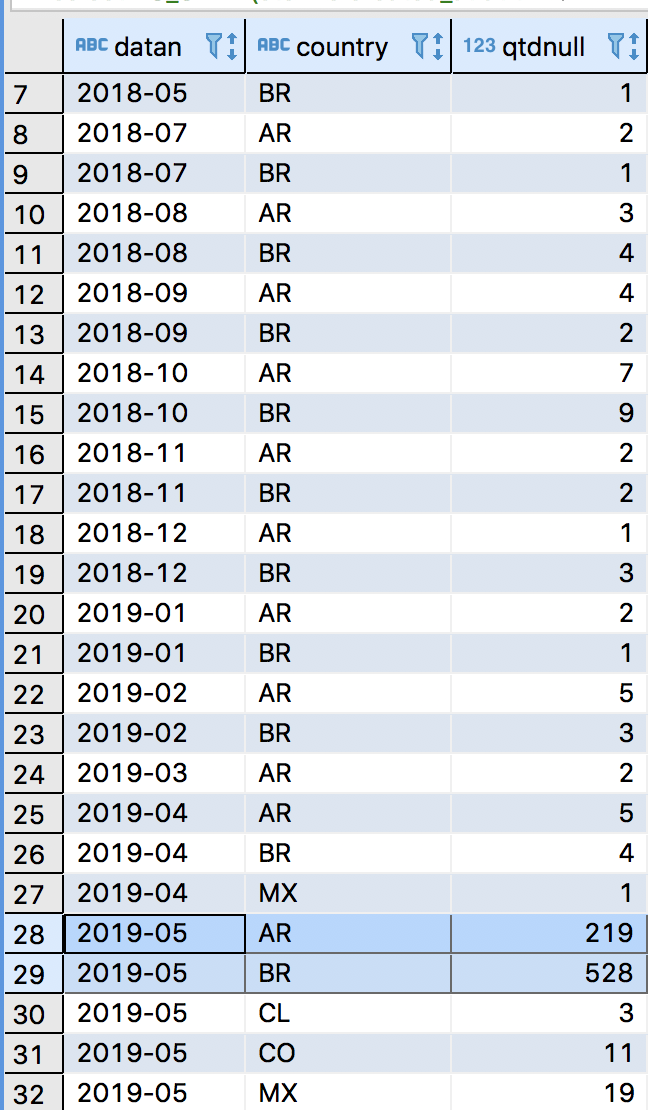 ABC datan ABC country 123 qtdnull
7 2018-05 BR 1
8 2018-07 AR 2
9 2018-07 BR 1
10 2018-08 AR 3
11 2018-08 BR 4
12 2018-09 AR 4
13 2018-09 BR 2
14 2018-10 AR 7
15 2018-10 BR 9
16 2018-11 AR 2
17 2018-11 BR 2
18 2018-12 AR 1
19 2018-12 BR 3
20 2019-01 AR 2
21 2019-01 BR 1
22 2019-02 AR 5
23 2019-02 BR 3
24 2019-03 AR 2
25 2019-04 AR 5
26 2019-04 BR 4
27 2019-04 MX 1
28 2019-05 AR 219
29 2019-05 BR 528
30 2019-05 CL 3
31 2019-05 CO 11
32 2019-05 MX 19